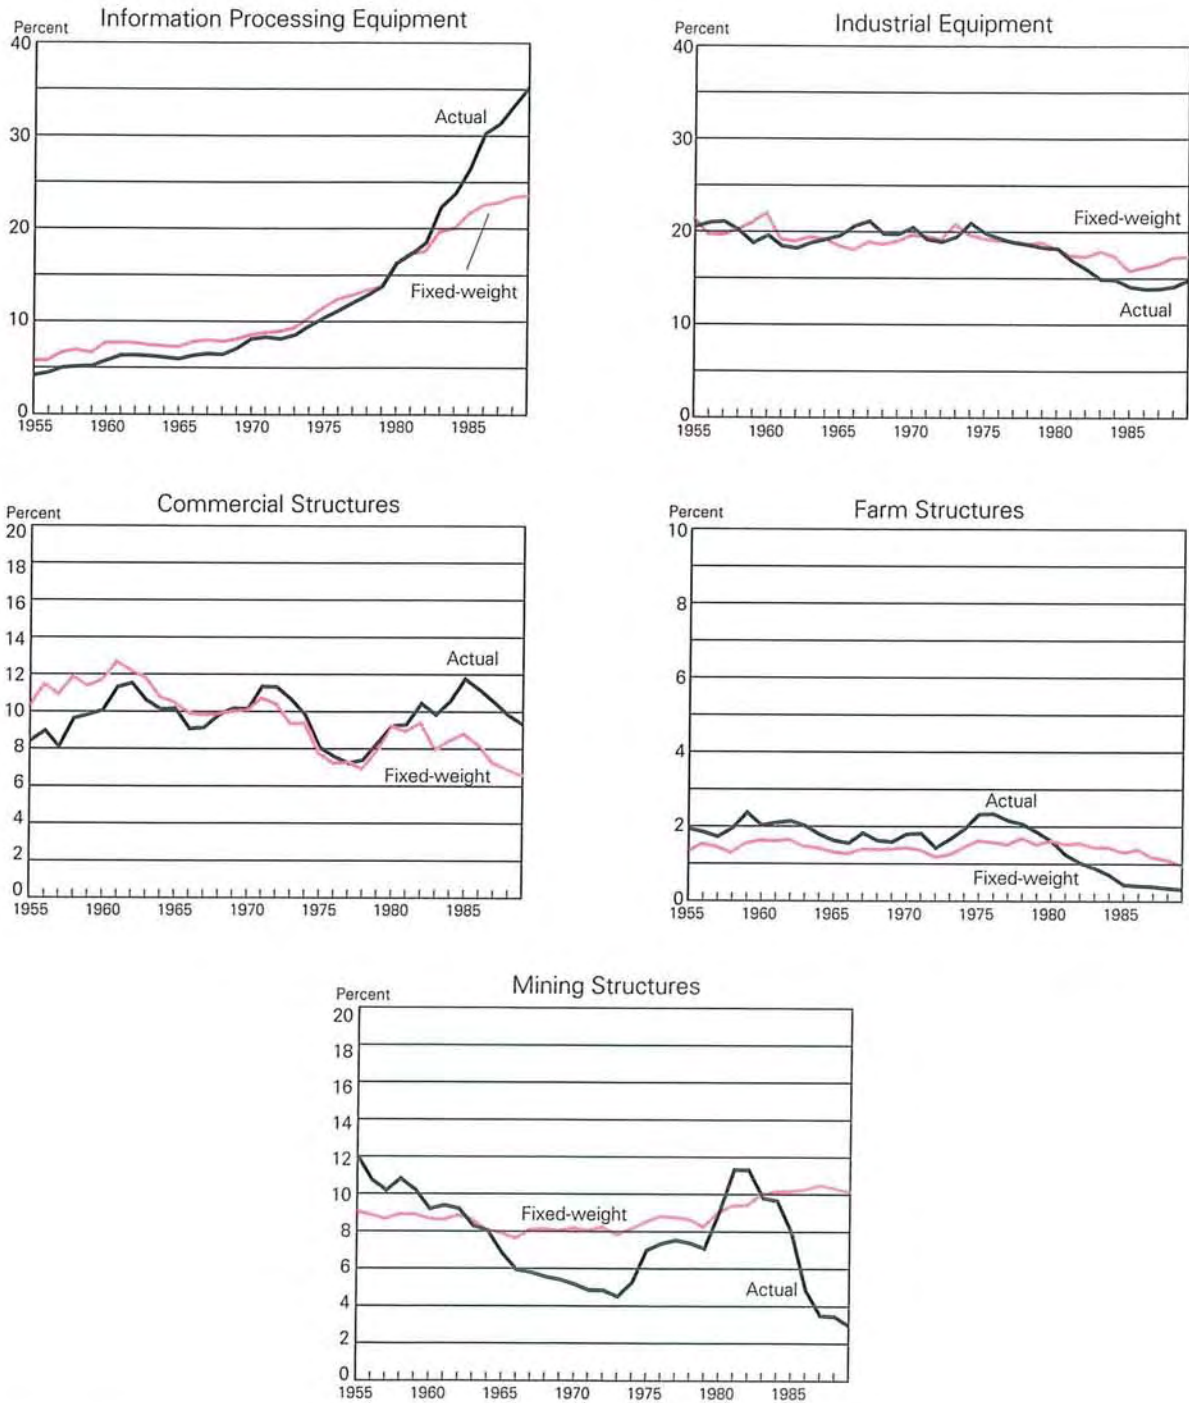 Information Processing Equipment
Percent
40
30
20
10
0
Actual
Fixed-weight
1955 1960 1965 1970 1975 1980 1985
Industrial Equipment
Percent
40
30
20
10
0
Fixed-weight
Actual
1955 1960 1965 1970 1975 1980 1985
Commercial Structures
Percent
20
18
16
14
12
10
8
6
4
2
0
Actual
Fixed-weight
1955 1960 1965 1970 1975 1980 1985
Farm Structures
Percent
10
8
6
4
2
0
Actual
Fixed-weight
1955 1960 1965 1970 1975 1980 1985
Mining Structures
Percent
20
18
16
14
12
10
8
6
4
2
0
Fixed-weight
Actual
1955 1960 1965 1970 1975 1980 1985